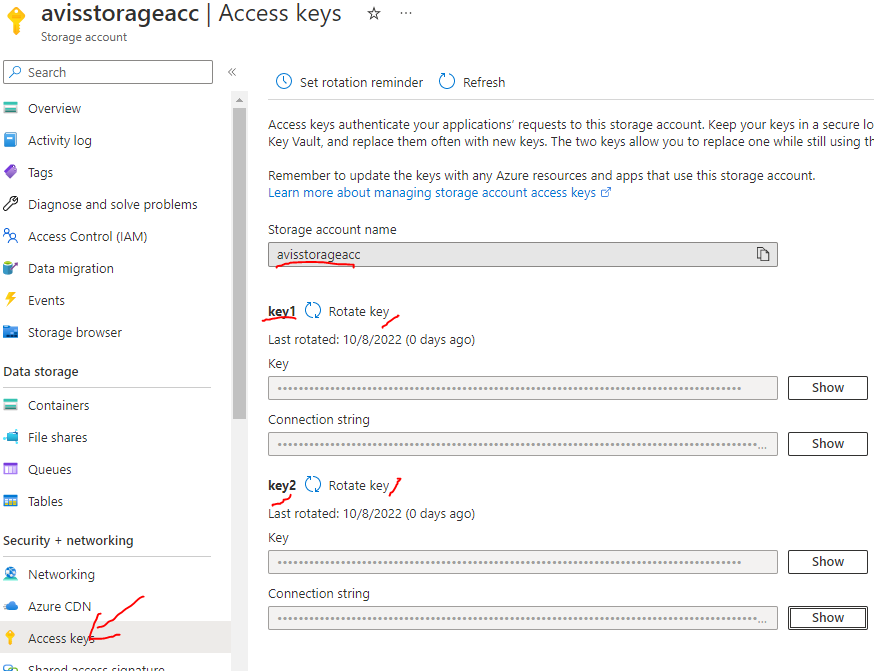 avisstorageacc | Access keys
Storage account
Search
Overview
Activity log
Tags
Diagnose and solve problems
Access Control (IAM)
Data migration
Events
Storage browser
Data storage
Containers
File shares
Queues
Tables
Security + networking
Networking
Azure CDN
Access keys
Shared access signature
Set rotation reminder
Refresh
Access keys authenticate your applications' requests to this storage account. Keep your keys in a secure lo
Key Vault, and replace them often with new keys. The two keys allow you to replace one while still using th
Remember to update the keys with any Azure resources and apps that use this storage account.
Learn more about managing storage account access keys
Storage account name
avisstorageacc
key1 Rotate key
Last rotated: 10/8/2022 (0 days ago)
Key
Show
Connection string
Show
key2 Rotate key
Last rotated: 10/8/2022 (0 days ago)
Key
Show
Connection string
Show